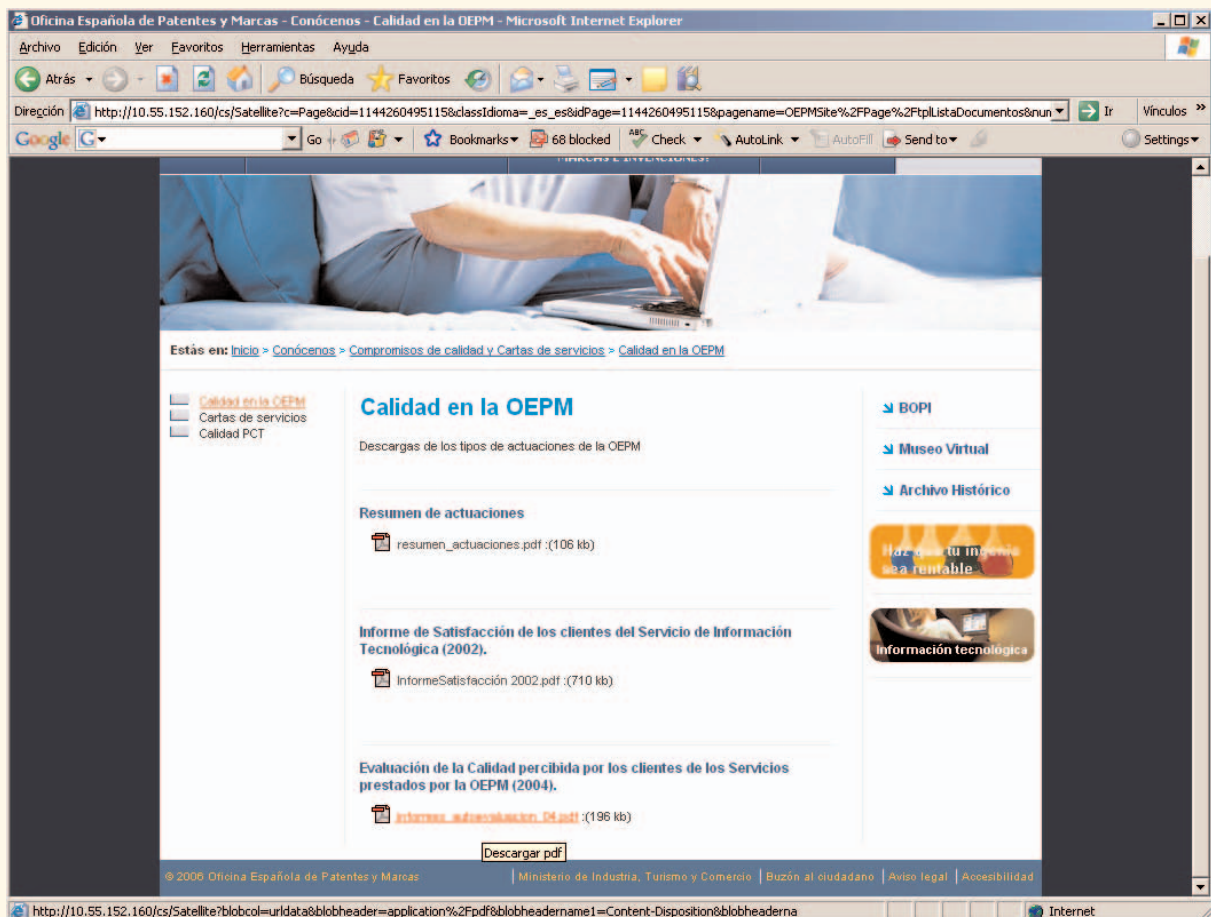 Oficina Española de Patentes y Marcas - Conócenos - Calidad en la OEPM - Microsoft Internet Explorer
Archivo Edición Ver Favoritos Herramientas Ayuda
Atrás Búsqueda Favoritos
Dirección http://10.55.152.160/cs/Satellite?c=Page&cid=1144260495115&classIdioma=_es_es&idPage=1144260495115&pagename=OEPMSite%2FPage%2FtplListaDocumentos&nun Ir Vínculos »
Google G Go Bookmarks 68 blocked ABC Check AutoLink AutoFill Send to Settings
MARCAS E INVENCIONES?
Estás en: Inicio > Conócenos > Compromisos de calidad y Cartas de servicios > Calidad en la OEPM
Calidad en la OEPM
Cartas de servicios
Calidad PCT
Calidad en la OEPM
Descargas de los tipos de actuaciones de la OEPM
Resumen de actuaciones
resumen_actuaciones.pdf :(106 kb)
Informe de Satisfacción de los clientes del Servicio de Información
Tecnológica (2002).
InformeSatisfacción 2002.pdf :(710 kb)
Evaluación de la Calidad percibida por los clientes de los Servicios
prestados por la OEPM (2004).
:(196 kb)
Descargar pdf
BOPI
Museo Virtual
Archivo Histórico
Haz que tu ingenio
sea rentable
Información tecnológica
© 2006 Oficina Española de Patentes y Marcas | Ministerio de Industria, Turismo y Comercio | Buzón al ciudadano | Aviso legal | Accesibilidad
http://10.55.152.160/cs/Satellite?blobcol=urldata&blobheader=application%2Fpdf&blobheadername1=Content-Disposition&blobheaderna Internet